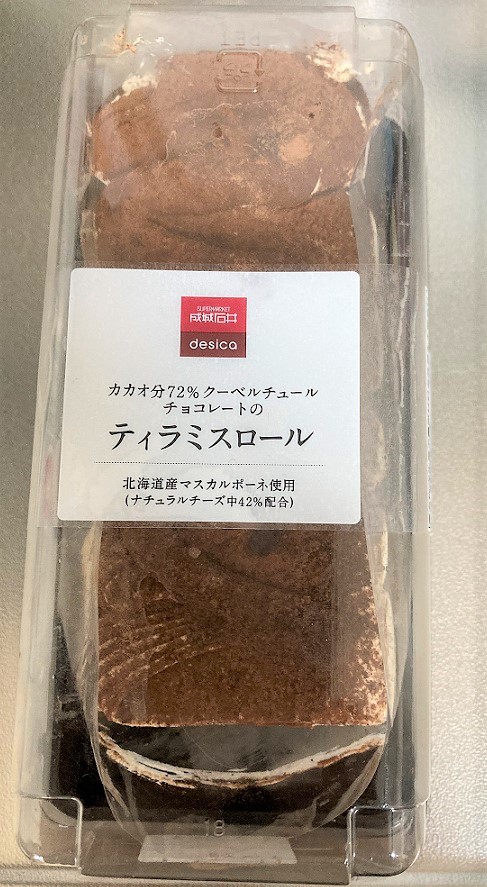 PET
SUPERMARKET
成城石井
desica
カカオ分72%クーベルチュール
チョコレートの
ティラミスロール
北海道産マスカルポーネ使用
(ナチュラルチーズ中42%配合)
18